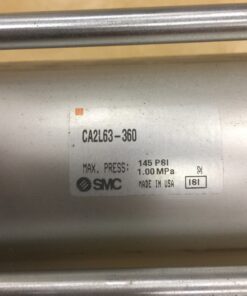 CA2L63-360
MAX. PRESS: 145 PSI
1.00 MPa
SMC MADE IN USA